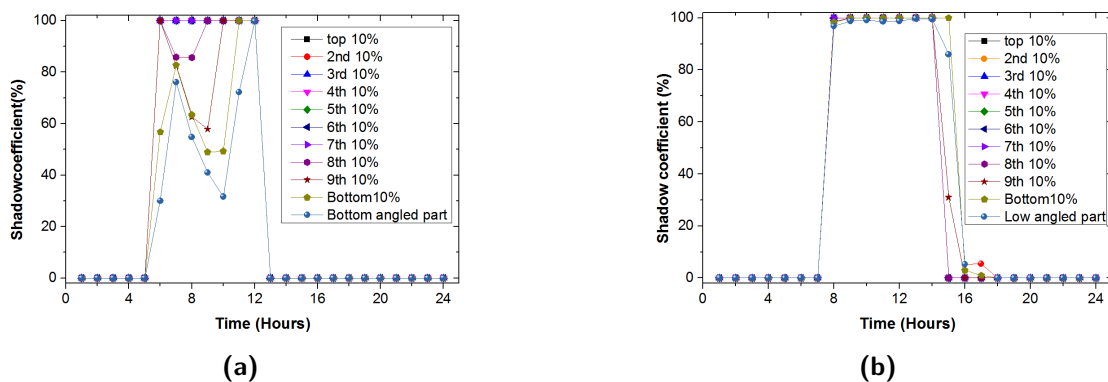 100
80
60
40
20
0
Shadowcoefficient(%)
0 4 8 12 16 20 24
Time (Hours)
top 10%
2nd 10%
3rd 10%
4th 10%
5th 10%
6th 10%
7th 10%
8th 10%
9th 10%
Bottom10%
Bottom angled part
(a)
100
80
60
40
20
0
Shadow coefficient (%)
0 4 8 12 16 20 24
Time (Hours)
top 10%
2nd 10%
3rd 10%
4th 10%
5th 10%
6th 10%
7th 10%
8th 10%
9th 10%
Bottom10%
Low angled part
(b)